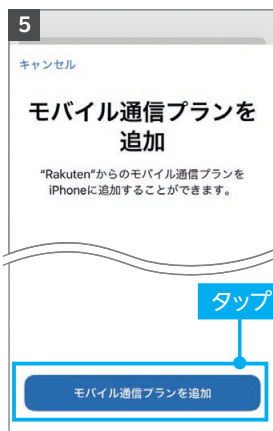 5
キャンセル
モバイル通信プランを
追加
“Rakuten”からのモバイル通信プランを
iPhoneに追加することができます。
タップ
モバイル通信プランを追加